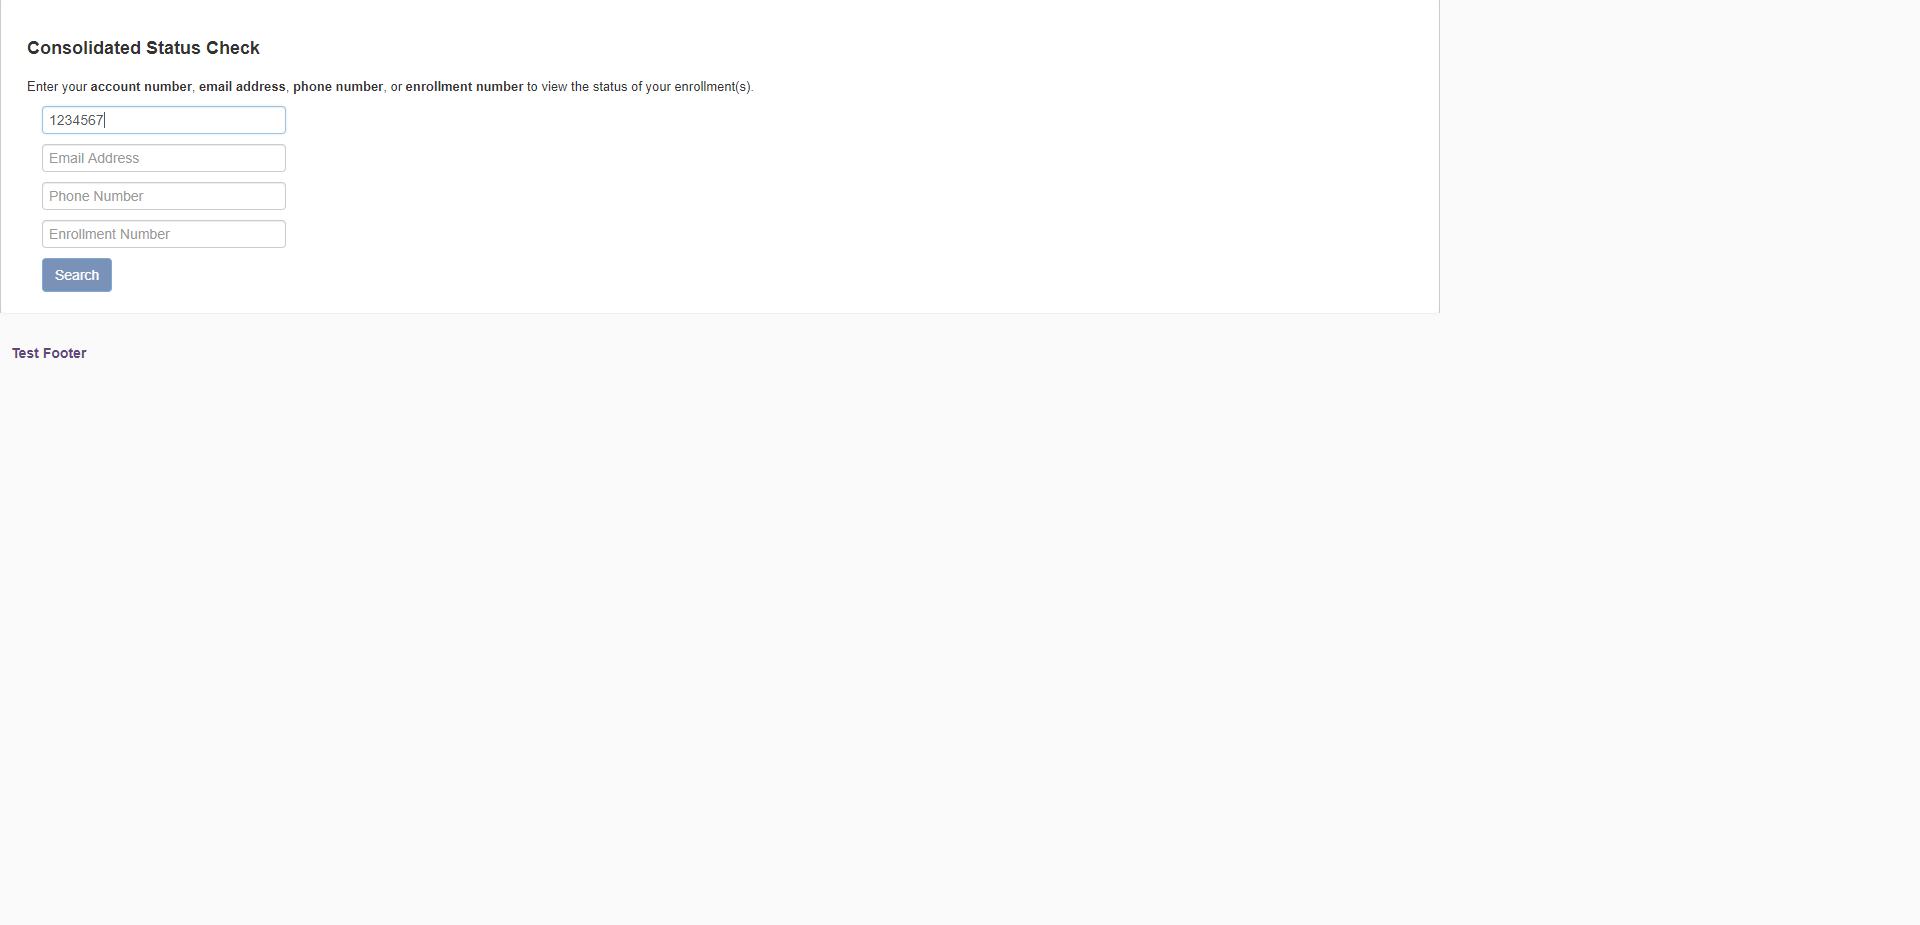 Consolidated Status Check
Enter your account number, email address, phone number, or enrollment number to view the status of your enrollment(s).
1234567
Email Address
Phone Number
Enrollment Number
Search
Test Footer